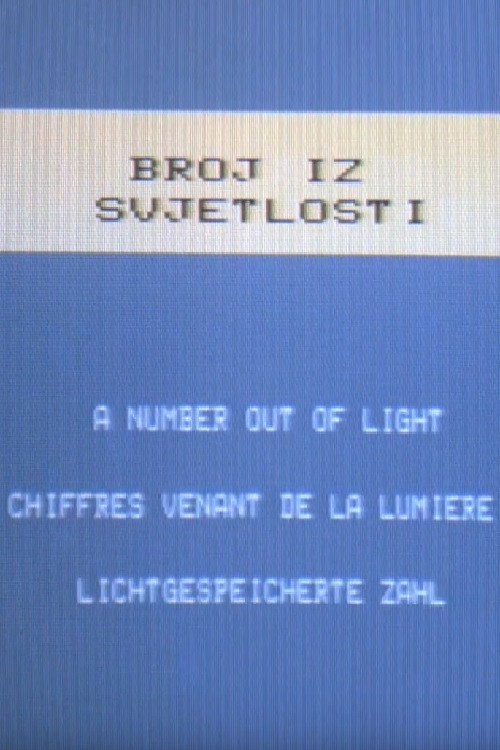 BROJ IZ
SVJETLOSTI
A NUMBER OUT OF LIGHT
CHIFFRES VENANT DE LA LUMIERE
LICHTGESPEICHERTE ZAHL